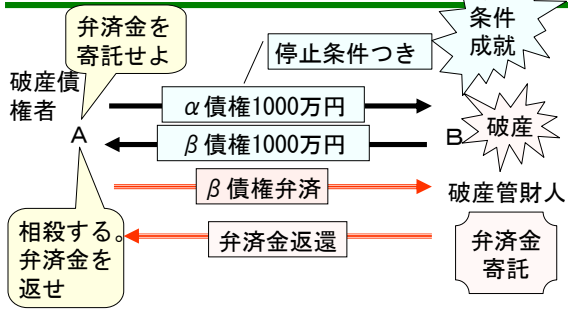 弁済金を
寄託せよ
条件
成就
停止条件つき
破産債
権者
α債権1000万円
A
β債権1000万円
B
破産
β債権弁済
破産管財人
相殺する。
弁済金を
返せ
弁済金返還
弁済金
寄託